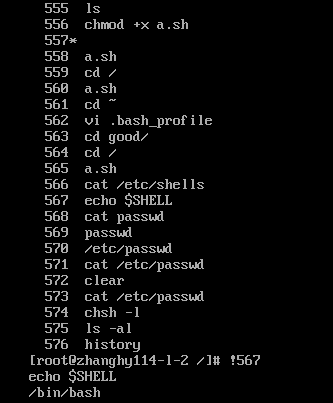 555 ls
556 chmod +x a.sh
557*
558 a.sh
559 cd /
560 a.sh
561 cd ~
562 vi .bash_profile
563 cd good/
564 cd /
565 a.sh
566 cat /etc/shells
567 echo $SHELL
568 cat passwd
569 passwd
570 /etc/passwd
571 cat /etc/passwd
572 clear
573 cat /etc/passwd
574 chsh -l
575 ls -al
576 history
[root@zhanghy114-l-2 /]# !567
echo $SHELL
/bin/bash